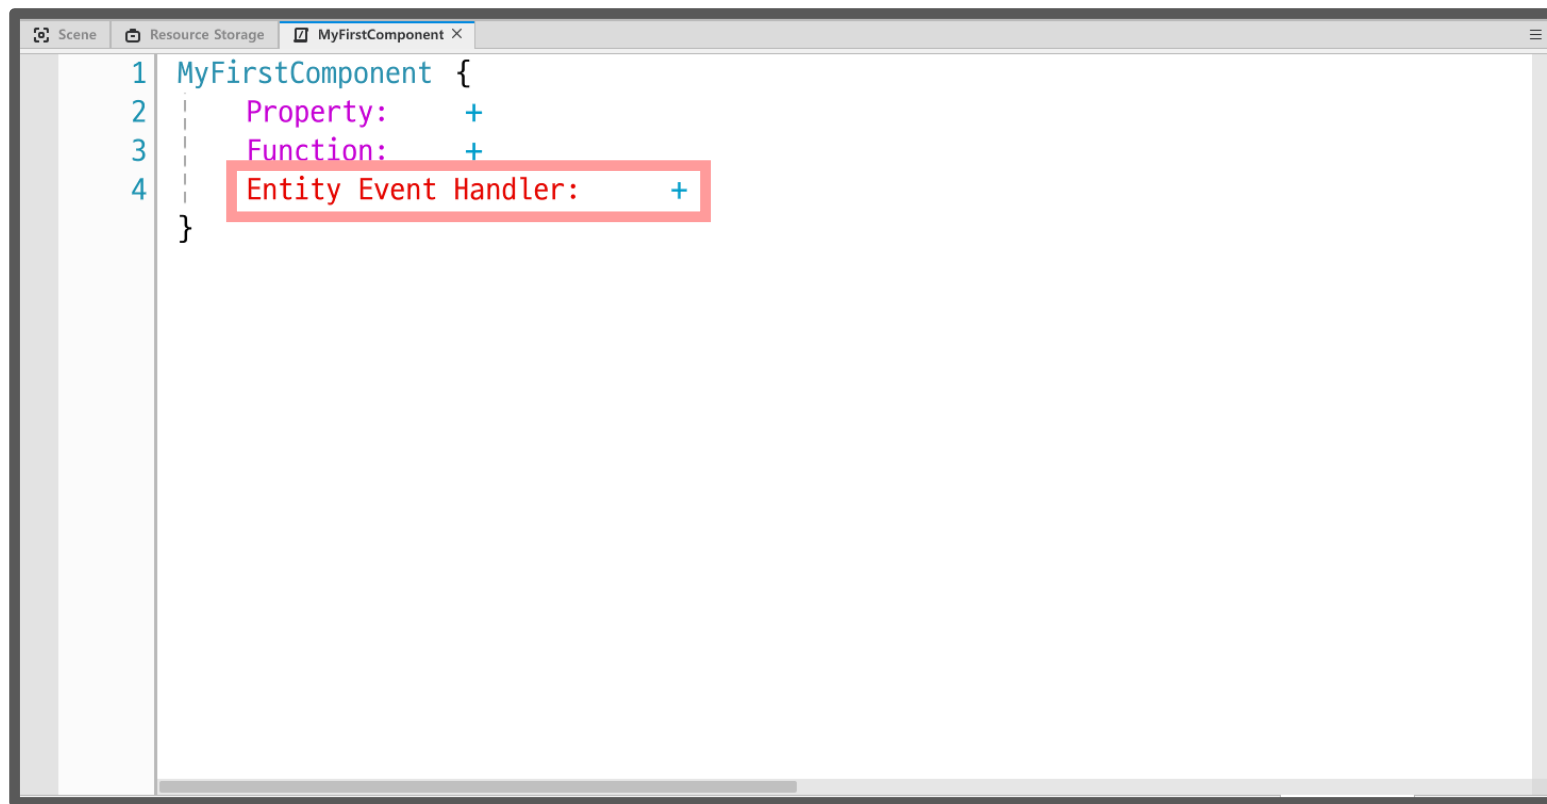 Scene Resource Storage MyFirstComponent
1 MyFirstComponent {
2 Property: +
3 Function: +
4 Entity Event Handler: +
}